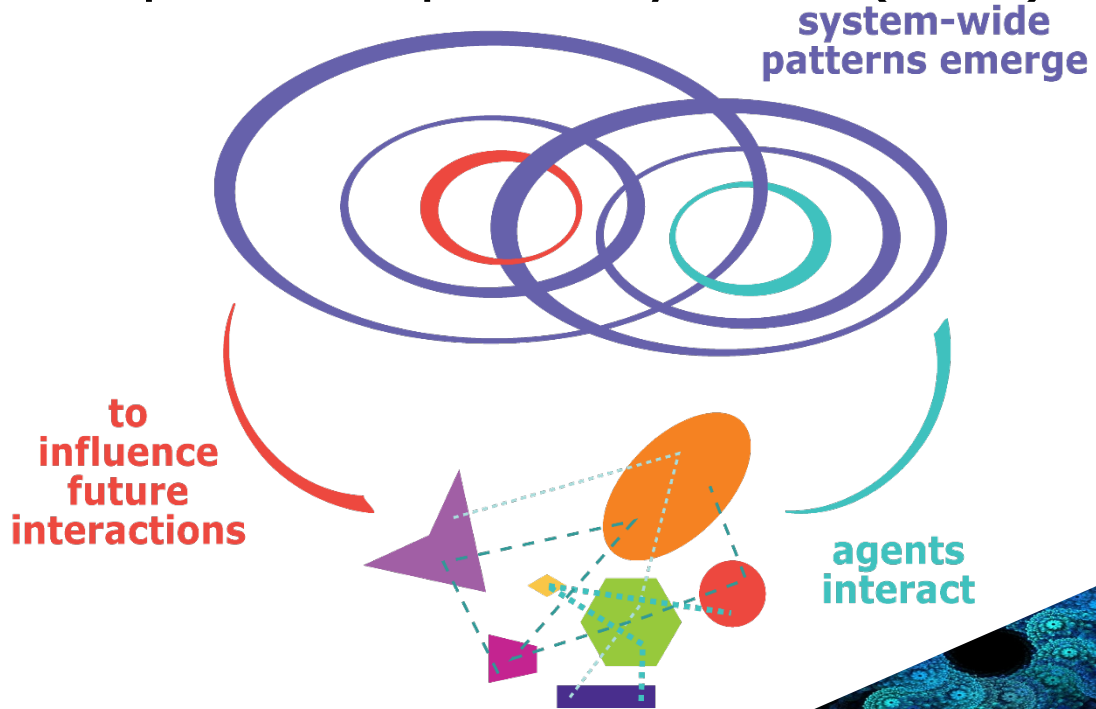 system-wide
patterns emerge
to
influence
future
interactions
agents
interact